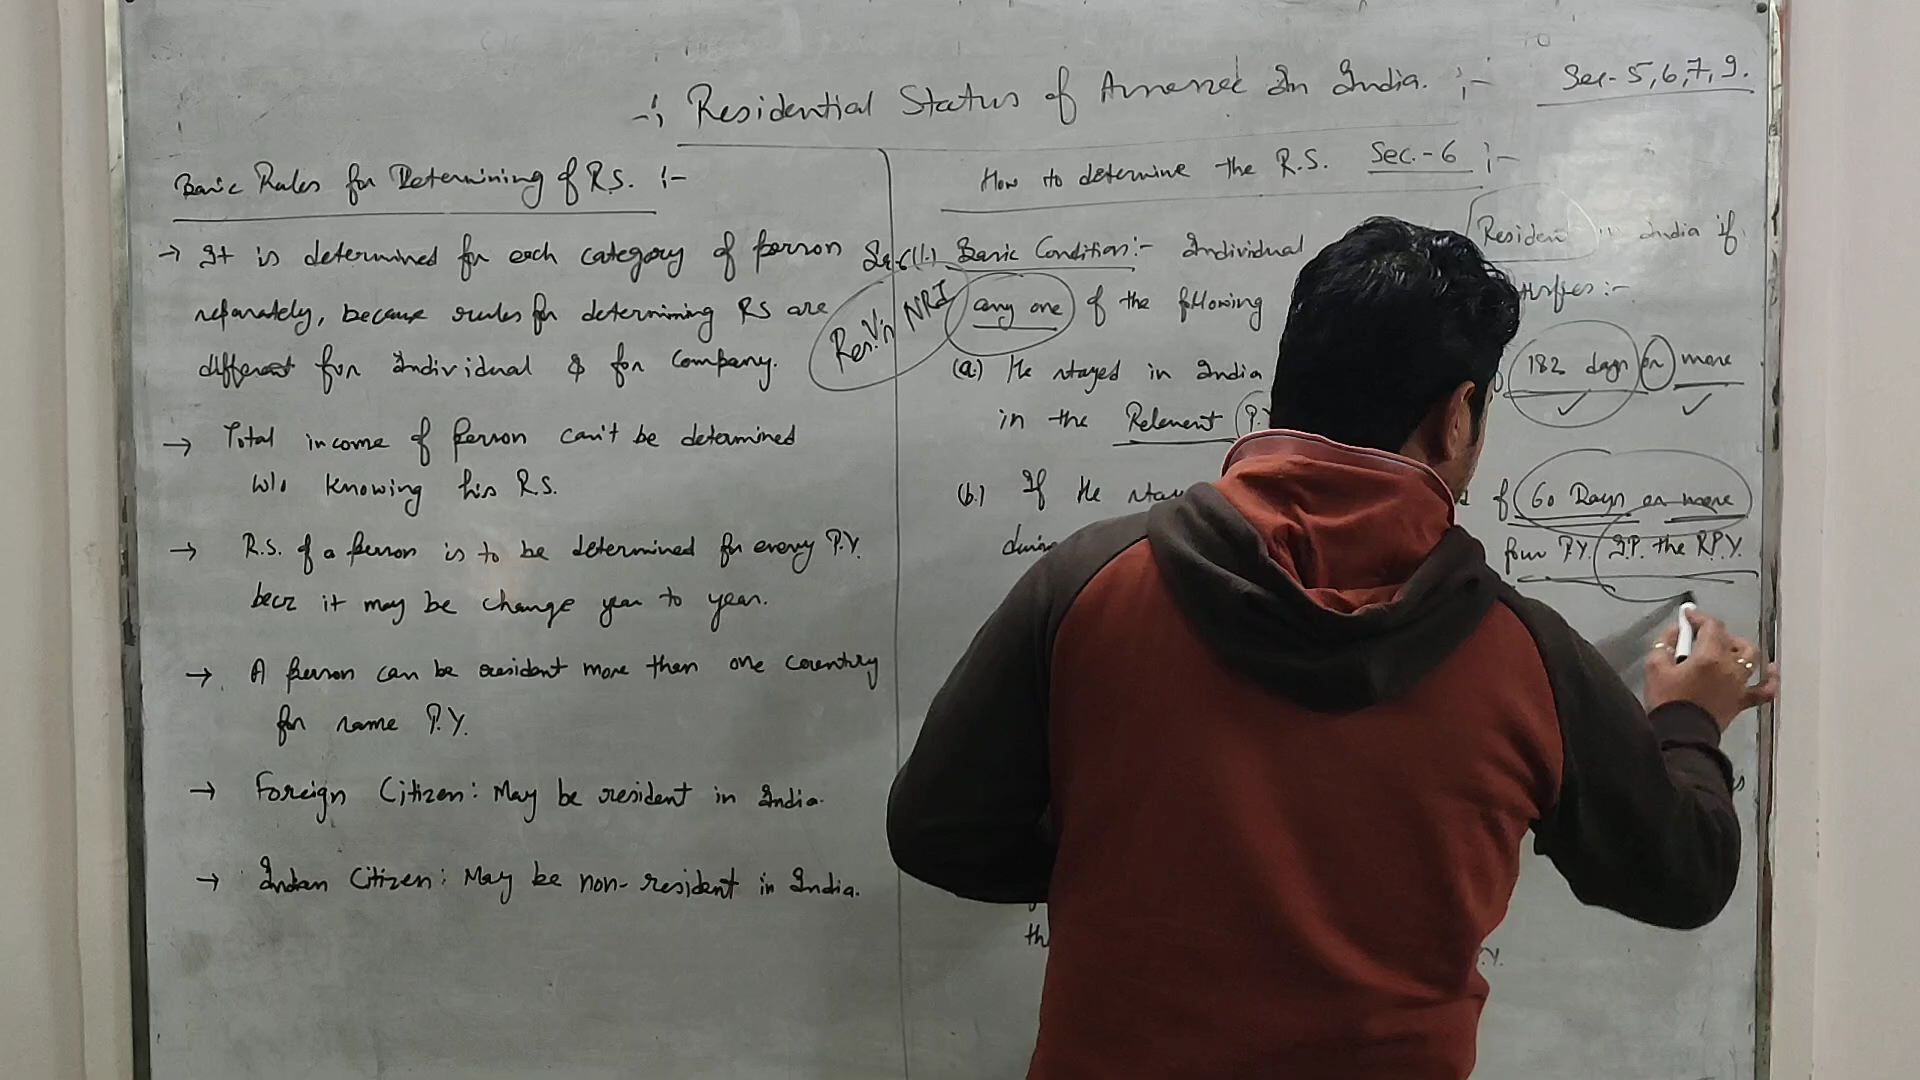 -: Residential Status of Assessee In India. :-
Sec- 5,6,7,9.
Basic Rules for Determining of R.S. :-
→ It is determined for each category of person
seperately, because rules for determining RS are
different for Individual & for Company.
→ Total income of person can't be determined
w/o knowing his R.S.
→ R.S. of a person is to be determined for every P.Y.
becz it may be change year to year.
→ A person can be resident more then one country
for same P.Y.
→ Foreign Citizen: May be resident in India.
→ Indian Citizen: May be non-resident in India.
How to determine the R.S. Sec.-6 :-
Sec 6(1.) Basic Condition:- Individual Resident in India if
any one of the following :-
(a.) He stayed in India 182 days or more
in the Relevent P.Y
(b.) If He stay of 60 Days or more
four P.Y. I.P. the R.P.Y.
NRI